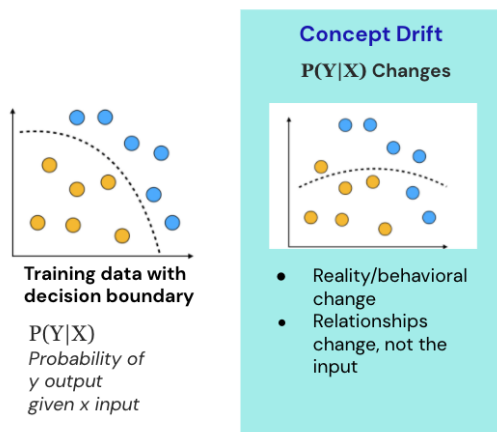 Training data with
decision boundary
P(Y|X)
Probability of
y output
given x input
Concept Drift
P(Y|X) Changes
● Reality/behavioral
change
● Relationships
change, not the
input